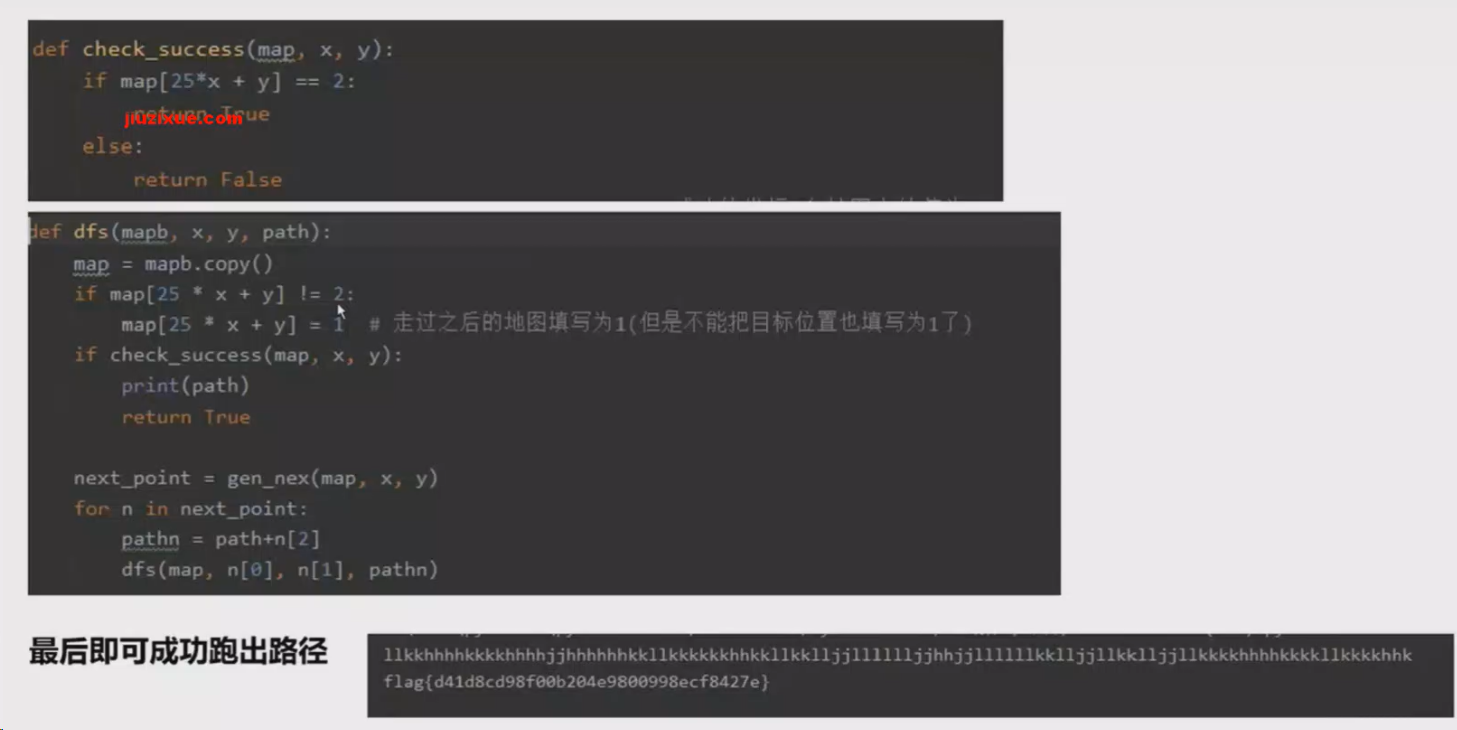 def check_success(map, x, y):
if map[25*x + y] == 2:
return True
jiuzixue.com
else:
return False
def dfs(mapb, x, y, path):
map = mapb.copy()
if map[25 * x + y] != 2:
map[25 * x + y] = 1 # 走过之后的地图填写为1(但是不能把目标位置也填写为1了)
if check_success(map, x, y):
print(path)
return True
next_point = gen_nex(map, x, y)
for n in next_point:
pathn = path+n[2]
dfs(map, n[0], n[1], pathn)
最后即可成功跑出路径
llkkhhhhkkkkhhhhjjhhhhhhkkllkkkkkkhhkkllkklljjlllllljjhhjjllllllkklljjllkklljjllkkkkhhhhkkkkllkkkkhhk
flag{d41d8cd98f00b204e9800998ecf8427e}